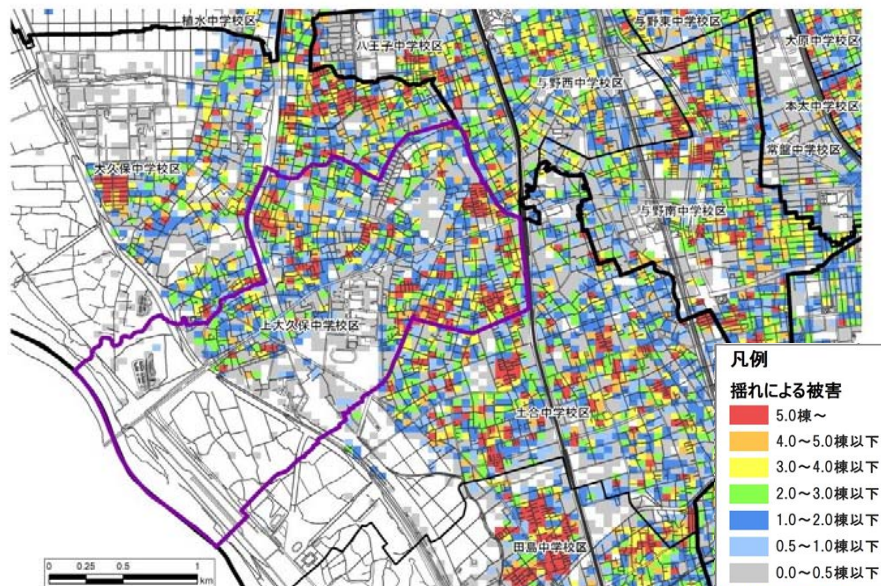 植水中学校区
与野東中学校区
八王子中学校区
大原中学校区
与野西中学校区
本太中学校区
常盤中学校区
大久保中学校区
与野南中学校区
上大久保中学校区
土合中学校区
田島中学校区
凡例
揺れによる被害
5.0棟～
4.0～5.0棟以下
3.0～4.0棟以下
2.0～3.0棟以下
1.0～2.0棟以下
0.5～1.0棟以下
0.0～0.5棟以下
0 0.25 0.5 1
km